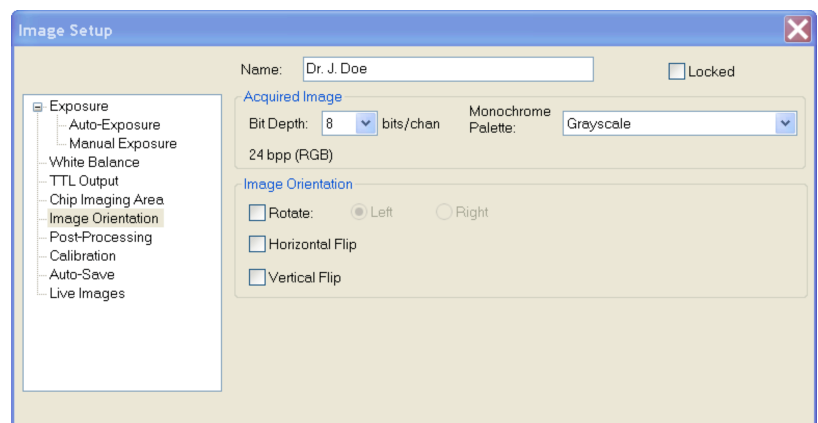 Image Setup
Name: Dr. J. Doe Locked
Exposure
Auto-Exposure
Manual Exposure
White Balance
TTL Output
Chip Imaging Area
Image Orientation
Post-Processing
Calibration
Auto-Save
Live Images
Acquired Image
Bit Depth: 8 bits/chan
Monochrome
Palette: Grayscale
24 bpp (RGB)
Image Orientation
Rotate: Left Right
Horizontal Flip
Vertical Flip